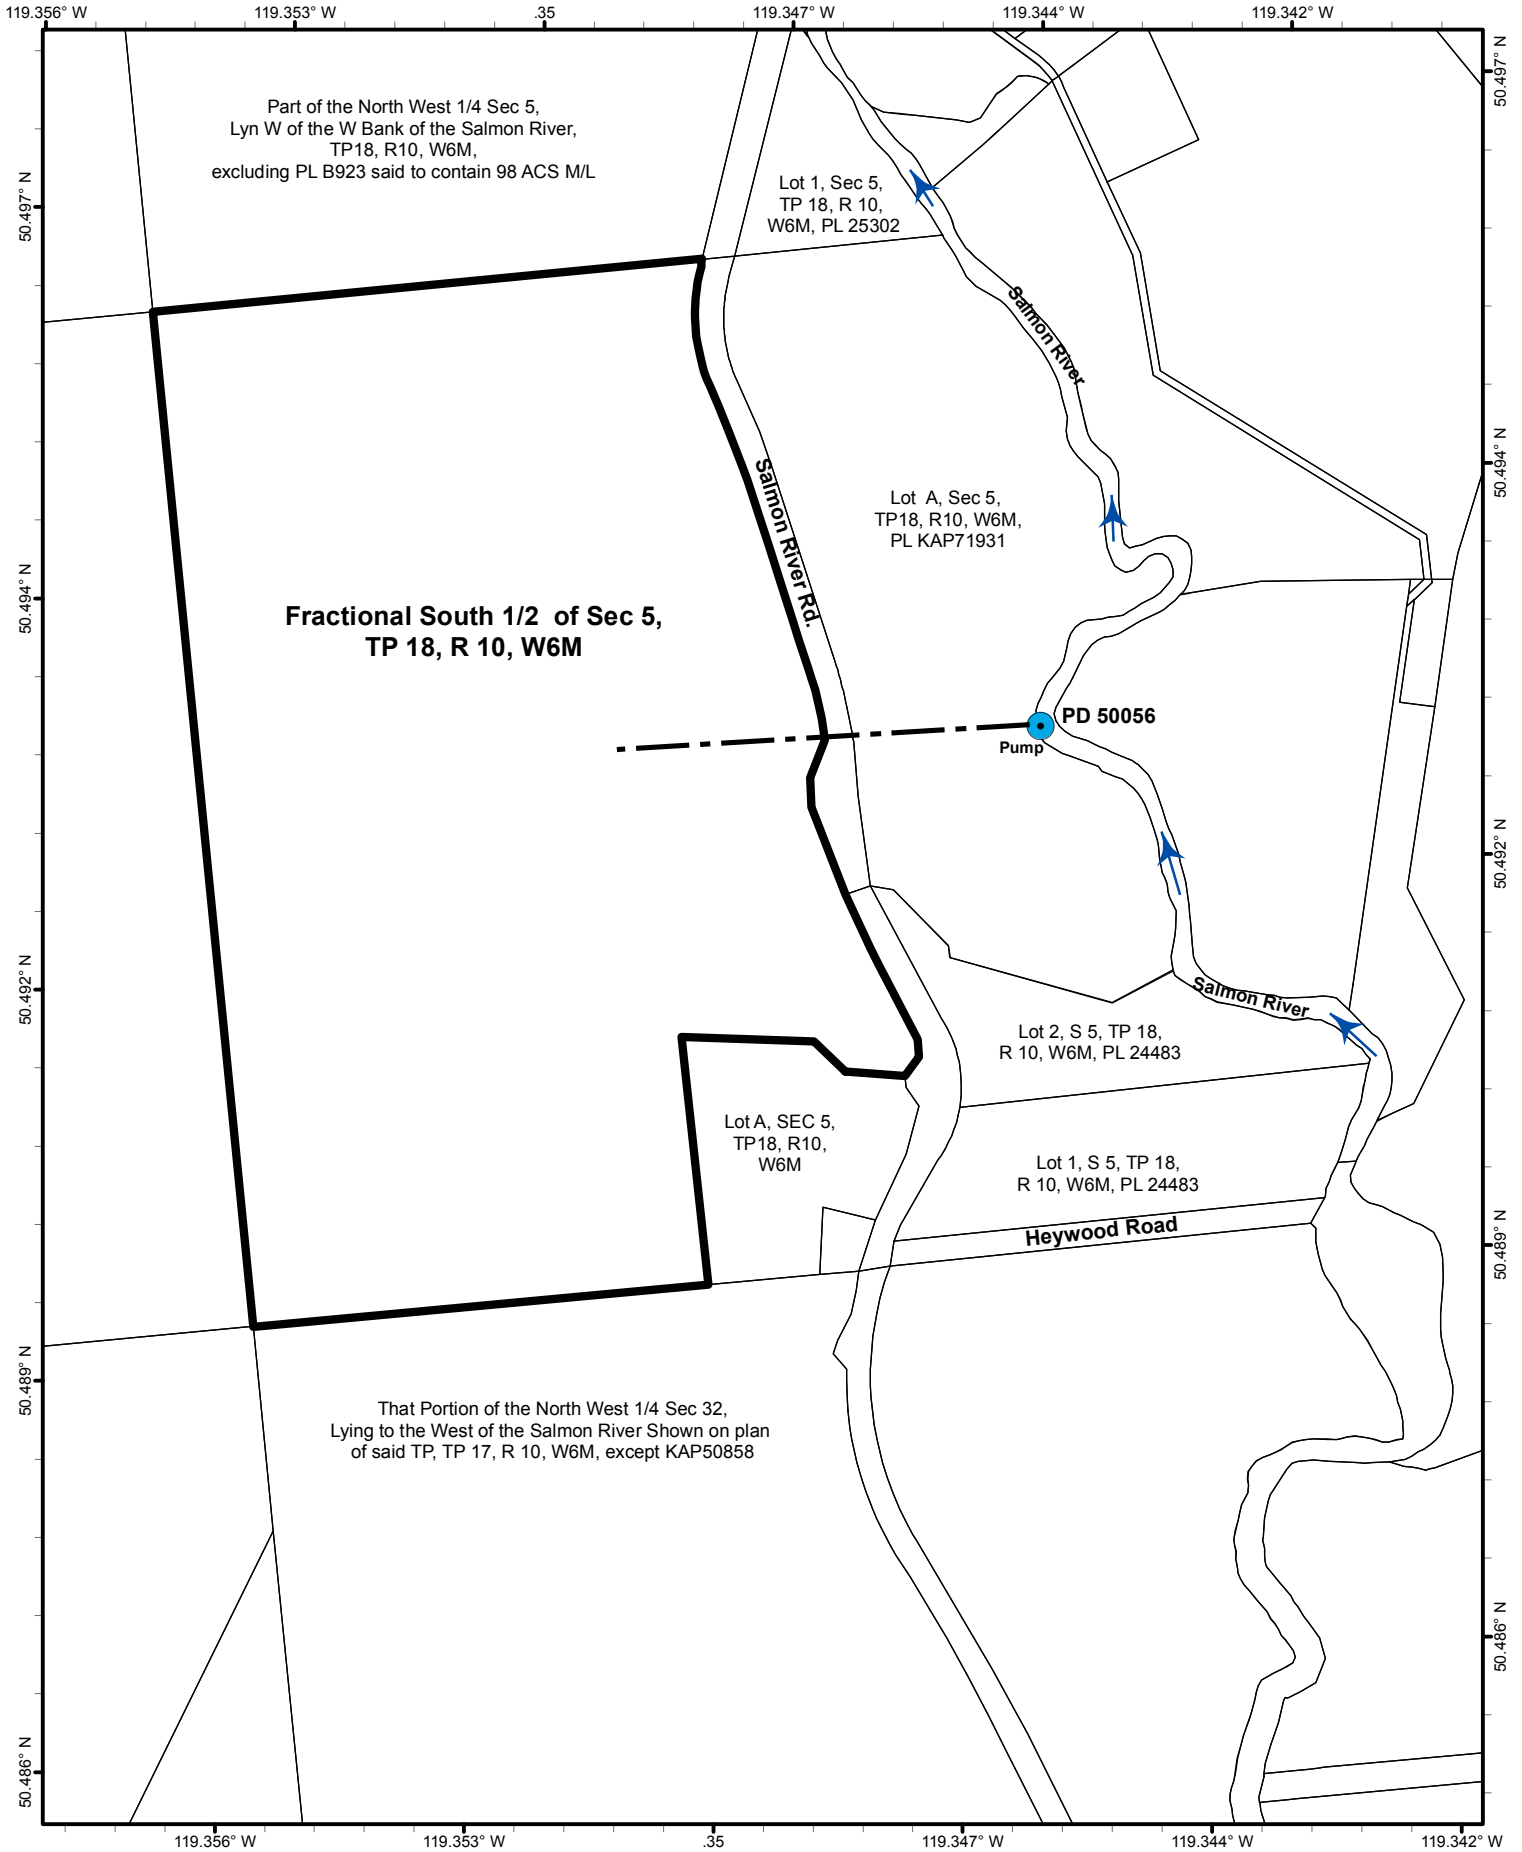 119.356° W
119.353° W
.35
119.347° W
119.344° W
119.342° W
50.497° N
50.497° N
Part of the North West 1/4 Sec 5,
Lyn W of the W Bank of the Salmon River,
TP18, R10, W6M,
excluding PL B923 said to contain 98 ACS M/L
Lot 1, Sec 5,
TP 18, R 10,
W6M, PL 25302
Salmon River
Salmon River Rd.
50.494° N
Lot A, Sec 5,
TP18, R10, W6M,
PL KAP71931
50.494° N
Fractional South 1/2 of Sec 5,
TP 18, R 10, W6M
PD 50056
Pump
50.492° N
50.492° N
Salmon River
Lot 2, S 5, TP 18,
R 10, W6M, PL 24483
Lot A, SEC 5,
TP18, R10,
W6M
Lot 1, S 5, TP 18,
R 10, W6M, PL 24483
Heywood Road
50.489° N
50.489° N
That Portion of the North West 1/4 Sec 32,
Lying to the West of the Salmon River Shown on plan
of said TP, TP 17, R 10, W6M, except KAP50858
50.486° N
50.486° N
119.356° W
119.353° W
.35
119.347° W
119.344° W
119.342° W